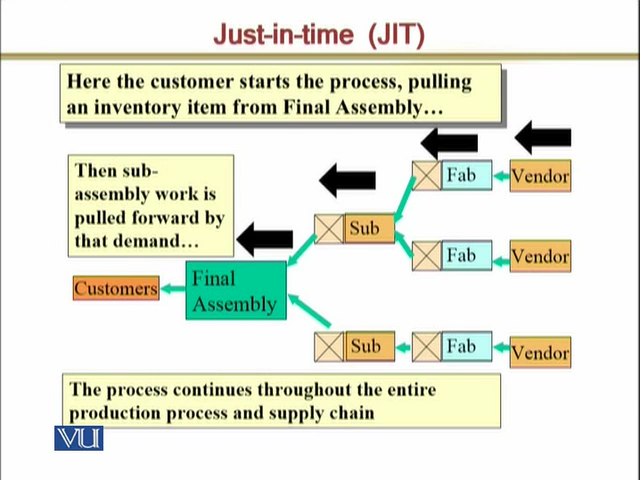 Just-in-time (JIT)
Here the customer starts the process, pulling
an inventory item from Final Assembly…
Then sub-
assembly work is
pulled forward by
that demand…
Fab
Vendor
Sub
Fab
Vendor
Customers
Final
Assembly
Sub
Fab
Vendor
The process continues throughout the entire
production process and supply chain
VU